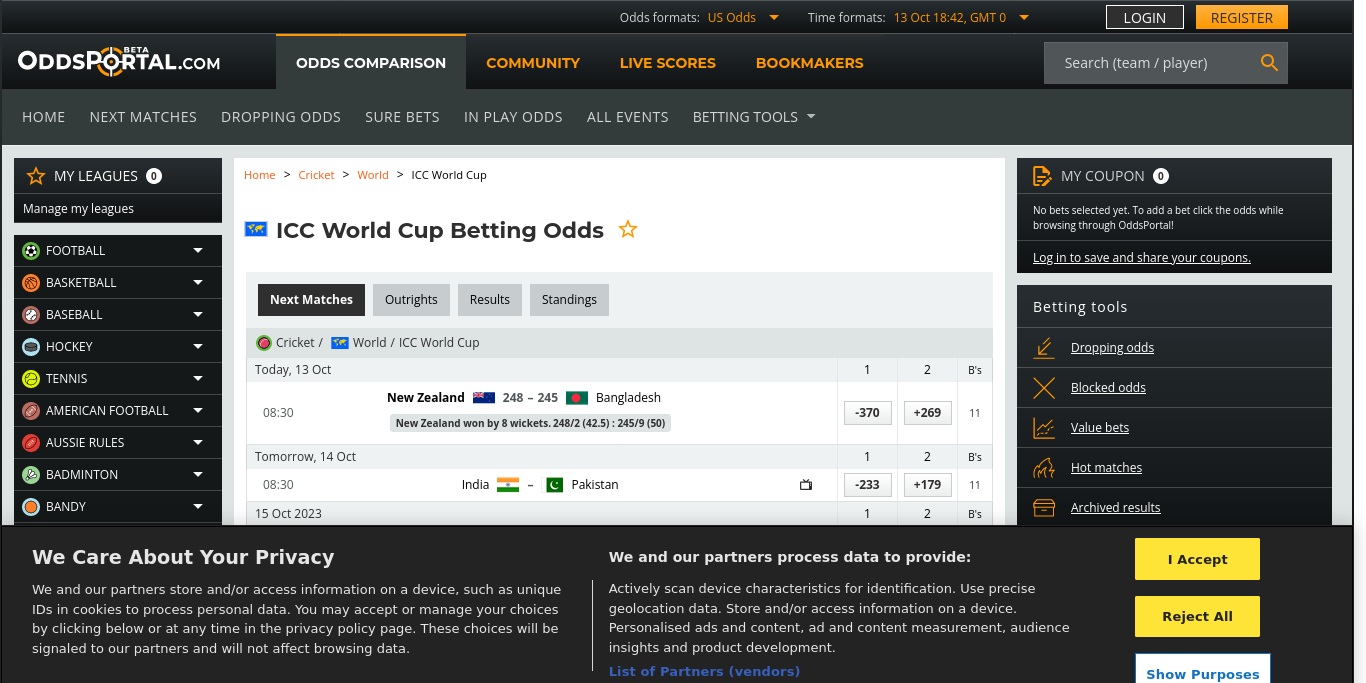 Odds formats: US Odds
Time formats: 13 Oct 18:42, GMT 0
LOGIN
REGISTER
ODDSPORTAL.COM
BETA
ODDS COMPARISON
COMMUNITY
LIVE SCORES
BOOKMAKERS
Search (team / player)
HOME
NEXT MATCHES
DROPPING ODDS
SURE BETS
IN PLAY ODDS
ALL EVENTS
BETTING TOOLS
MY LEAGUES 0
Manage my leagues
FOOTBALL
BASKETBALL
BASEBALL
HOCKEY
TENNIS
AMERICAN FOOTBALL
AUSSIE RULES
BADMINTON
BANDY
Home > Cricket > World > ICC World Cup
ICC World Cup Betting Odds
Next Matches
Outrights
Results
Standings
Cricket / World / ICC World Cup
Today, 13 Oct 1 2 B's
08:30 New Zealand 248 – 245 Bangladesh -370 +269 11
New Zealand won by 8 wickets. 248/2 (42.5) : 245/9 (50)
Tomorrow, 14 Oct 1 2 B's
08:30 India – Pakistan -233 +179 11
15 Oct 2023 1 2 B's
MY COUPON 0
No bets selected yet. To add a bet click the odds while
browsing through OddsPortal!
Log in to save and share your coupons.
Betting tools
Dropping odds
Blocked odds
Value bets
Hot matches
Archived results
We Care About Your Privacy
We and our partners store and/or access information on a device, such as unique
IDs in cookies to process personal data. You may accept or manage your choices
by clicking below or at any time in the privacy policy page. These choices will be
signaled to our partners and will not affect browsing data.
We and our partners process data to provide:
Actively scan device characteristics for identification. Use precise
geolocation data. Store and/or access information on a device.
Personalised ads and content, ad and content measurement, audience
insights and product development.
List of Partners (vendors)
I Accept
Reject All
Show Purposes